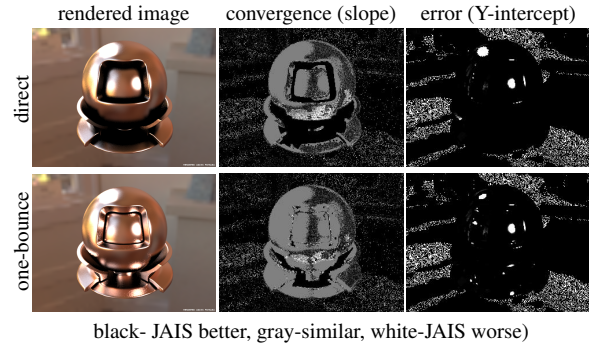 rendered image convergence (slope) error (Y-intercept)
direct
one-bounce
black- JAIS better, gray-similar, white-JAIS worse)